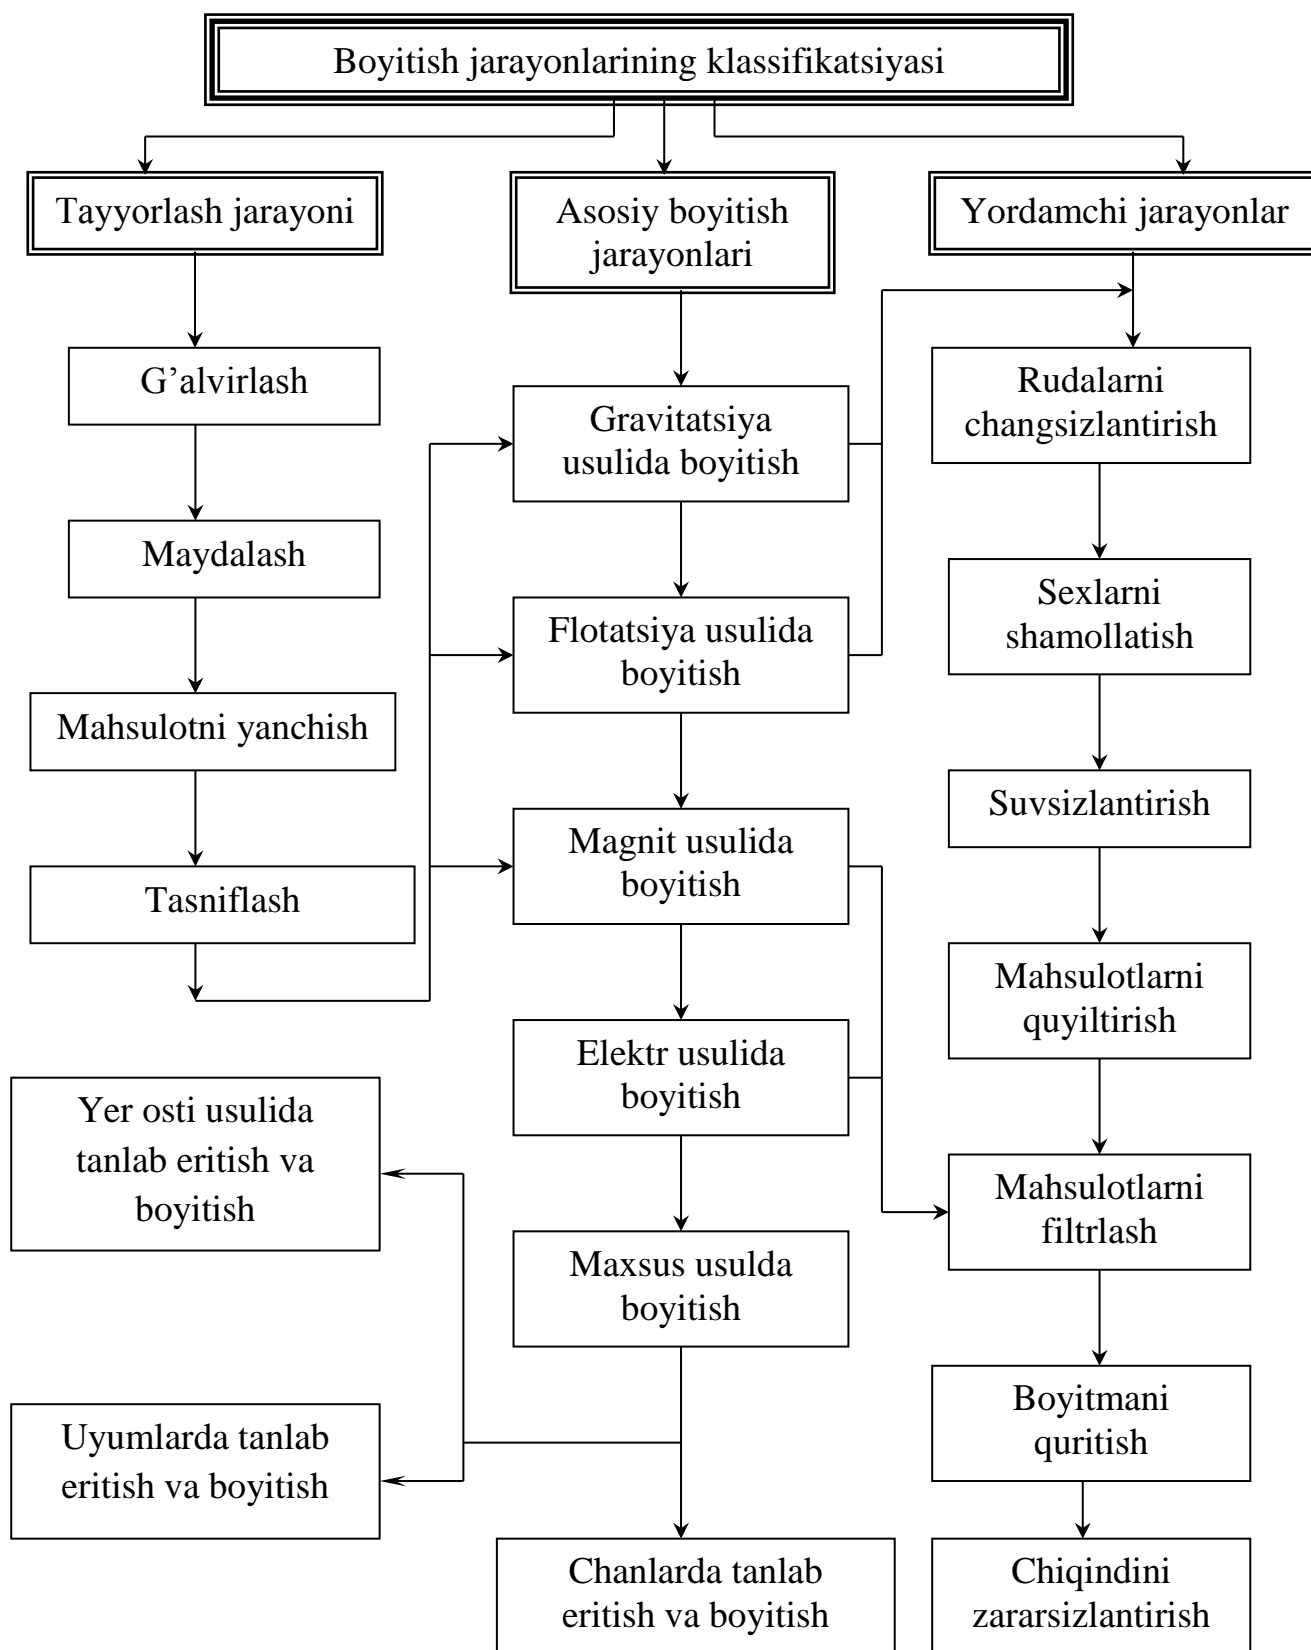 Boyitish jarayonlarining klassifikatsiyasi
Tayyorlash jarayoni
Asosiy boyitish
jarayonlari
Yordamchi jarayonlar
G’alvirlash
Maydalash
Mahsulotni yanchish
Tasniflash
Gravitatsiya
usulida boyitish
Flotatsiya usulida
boyitish
Magnit usulida
boyitish
Elektr usulida
boyitish
Maxsus usulda
boyitish
Yer osti usulida
tanlab eritish va
boyitish
Uyumlarda tanlab
eritish va boyitish
Chanlarda tanlab
eritish va boyitish
Rudalarni
changsizlantirish
Sexlarni
shamollatish
Suvsizlantirish
Mahsulotlarni
quyiltirish
Mahsulotlarni
filtrlash
Boyitmani
quritish
Chiqindini
zararsizlantirish